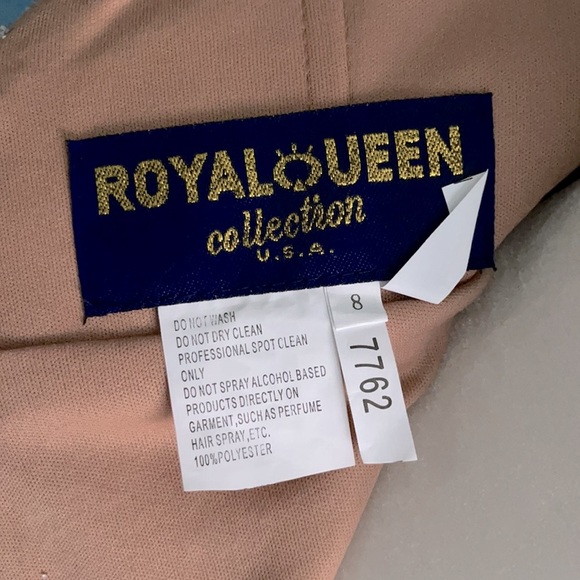 ROYALQUEEN
collection
U.S.A.
DO NOT WASH
DO NOT DRY CLEAN
PROFESSIONAL SPOT CLEAN
ONLY
DO NOT SPRAY ALCOHOL BASED
PRODUCTS DIRECTLY ON
GARMENT,SUCH AS PERFUME
HAIR SPRAY,ETC.
100%POLYESTER
8
7762